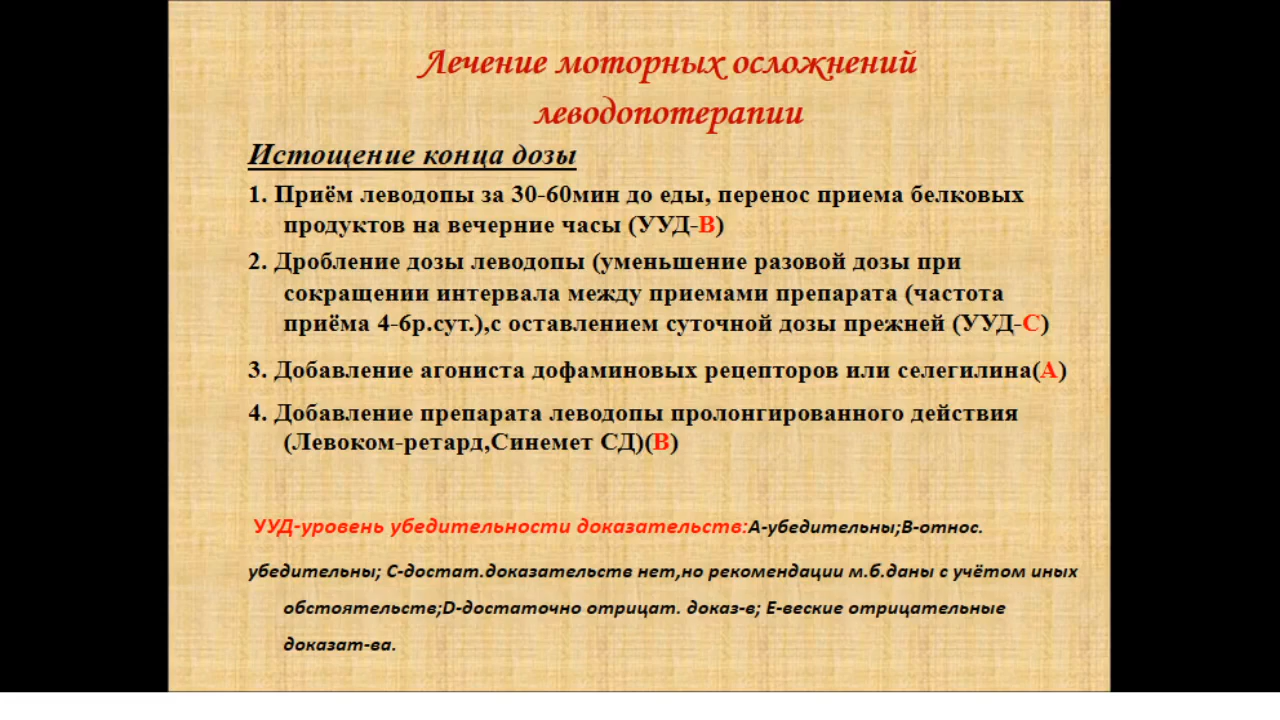 Лечение моторных осложнений
леводопотерапии
Истощение конца дозы
1. Приём леводопы за 30-60мин до еды, перенос приема белковых
продуктов на вечерние часы (УУД-В)
2. Дробление дозы леводопы (уменьшение разовой дозы при
сокращении интервала между приемами препарата (частота
приёма 4-6р.сут.),с оставлением суточной дозы прежней (УУД-С)
3. Добавление агониста дофаминовых рецепторов или селегилина(А)
4. Добавление препарата леводопы пролонгированного действия
(Левоком-ретард,Синемет СД)(В)
УУД-уровень убедительности доказательств:А-убедительны;В-относ.
убедительны; С-достат.доказательств нет,но рекомендации м.б.даны с учётом иных
обстоятельств;D-достаточно отрицат. доказ-в; Е-веские отрицательные
доказат-ва.